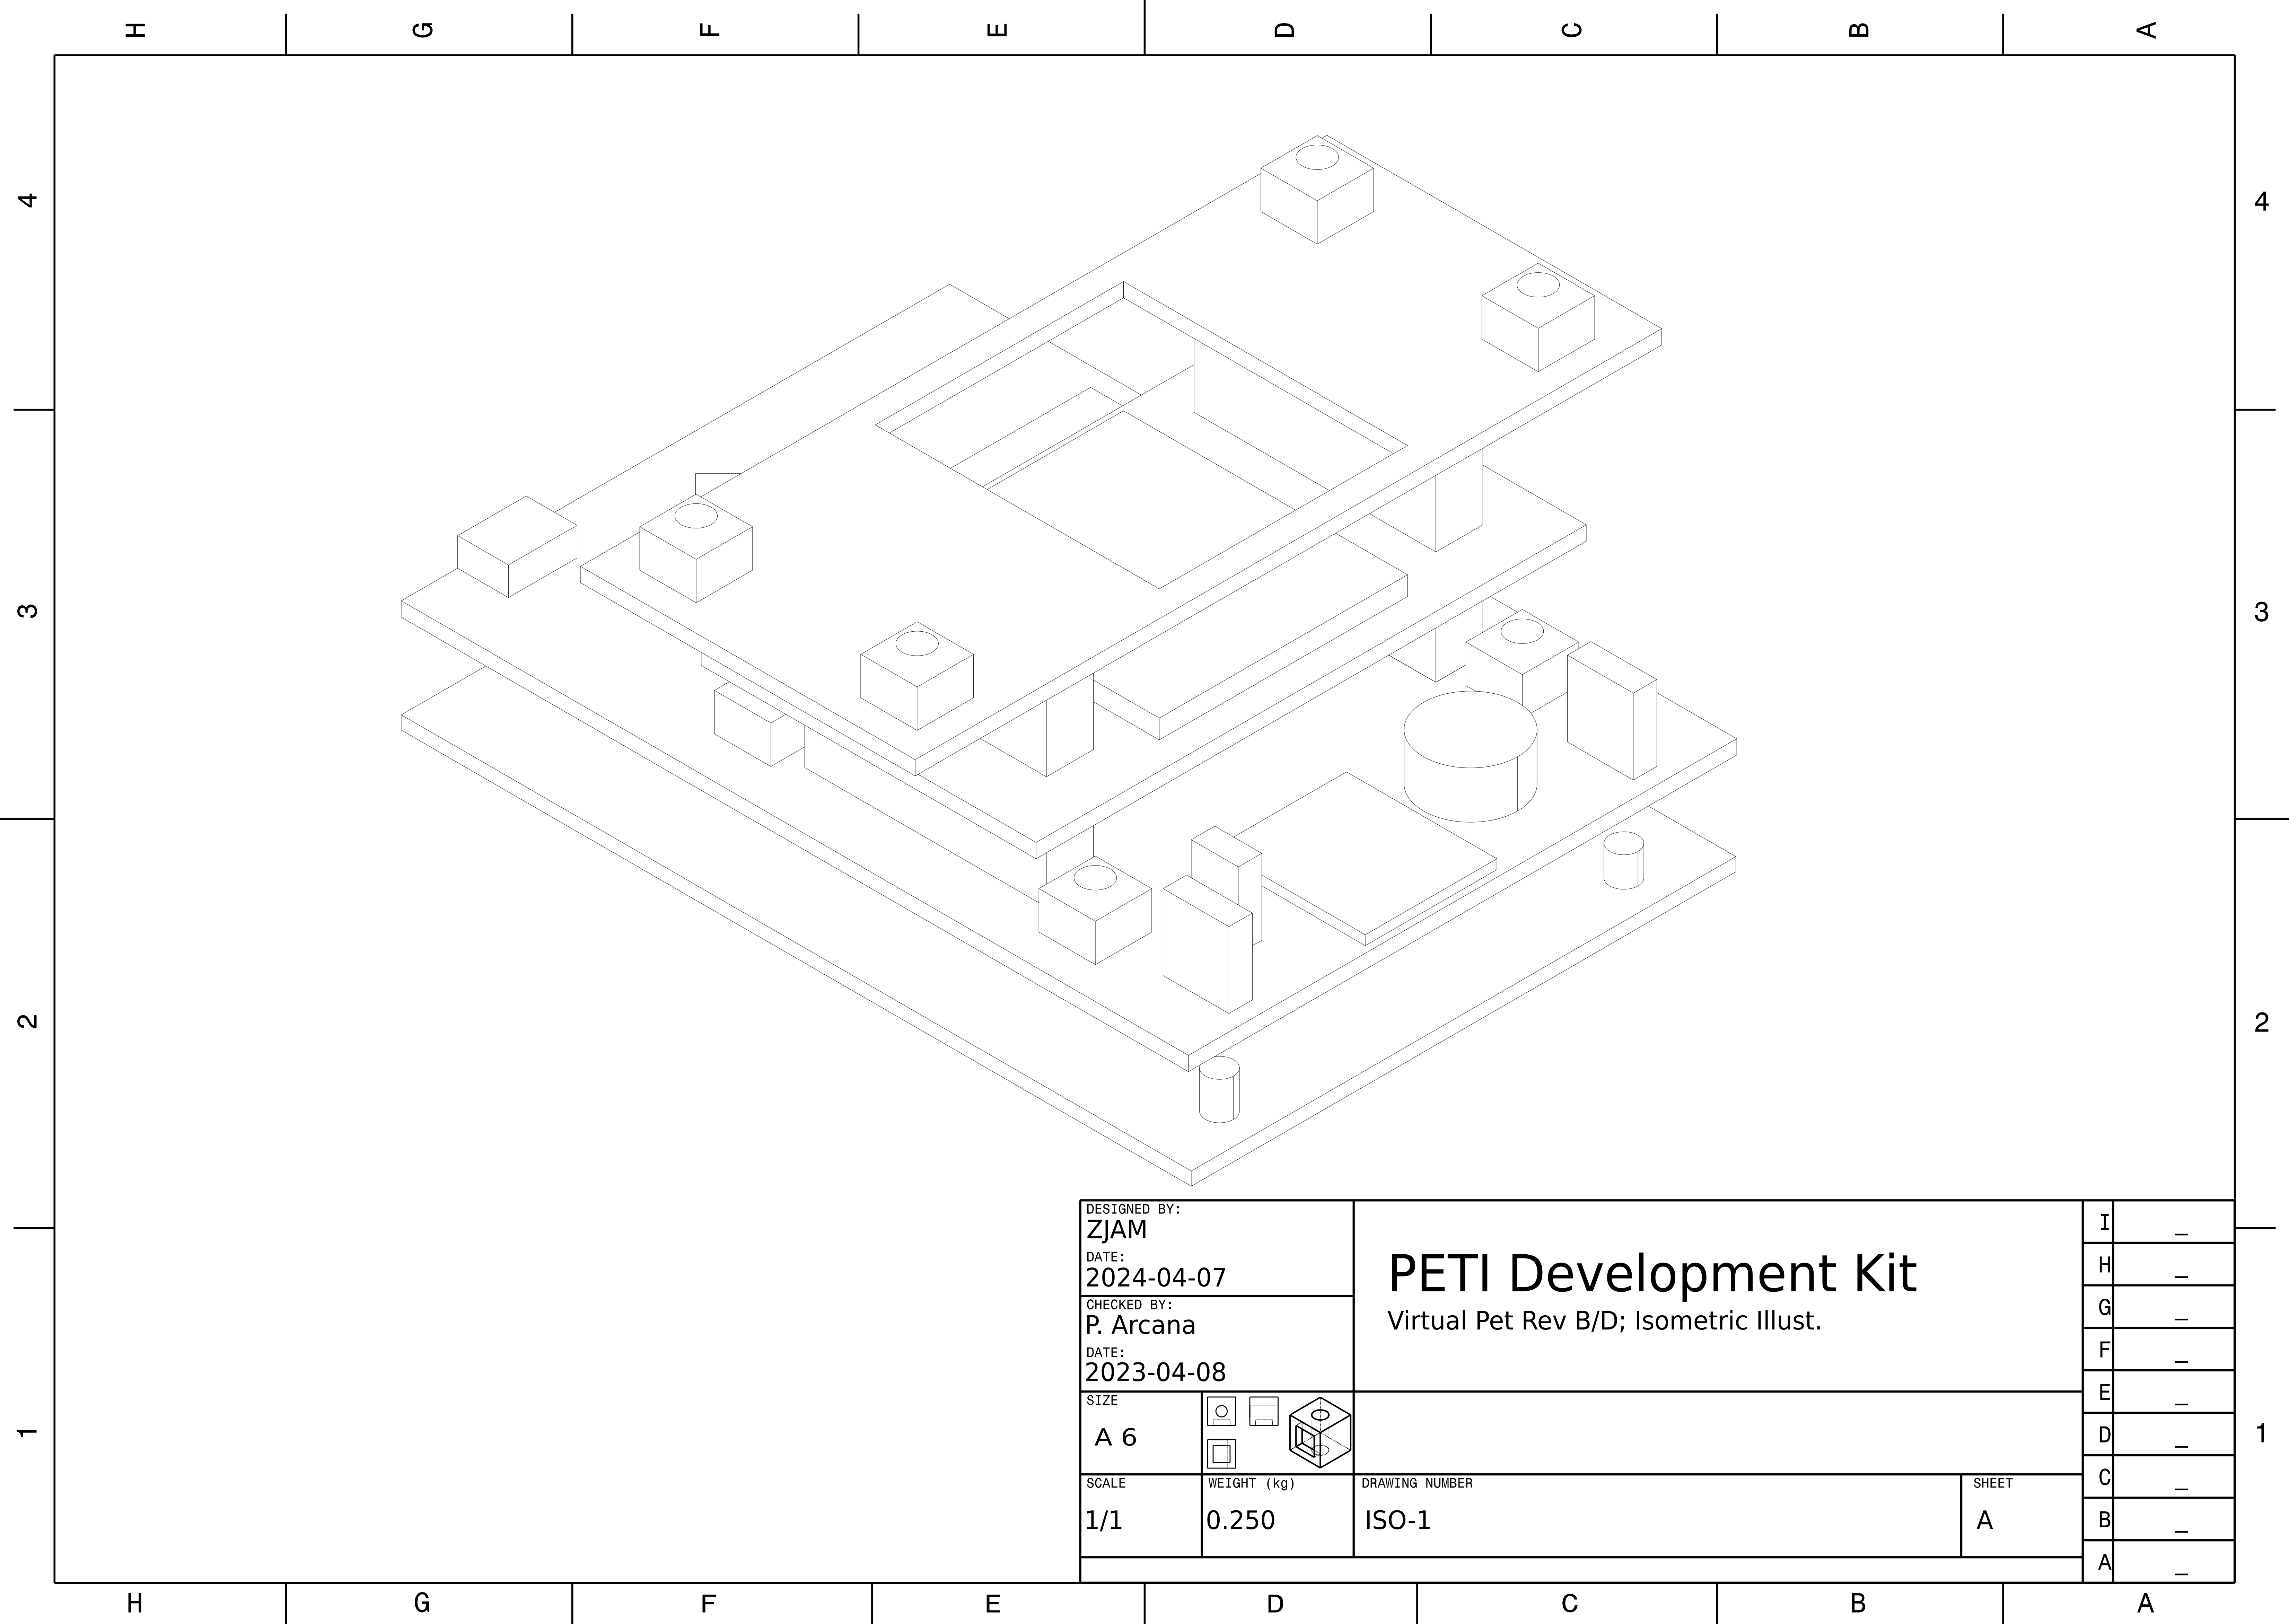 H G F E D C B A
4 4
3 3
2 2
1 1
DESIGNED BY:
ZJAM
DATE:
2024-04-07
CHECKED BY:
P. Arcana
DATE:
2023-04-08
PETI Development Kit
Virtual Pet Rev B/D; Isometric Illust.
SIZE
A 6
SCALE
1/1
WEIGHT (kg)
0.250
DRAWING NUMBER
ISO-1
SHEET
A
I _
H _
G _
F _
E _
D _
C _
B _
A _
H G F E D C B A